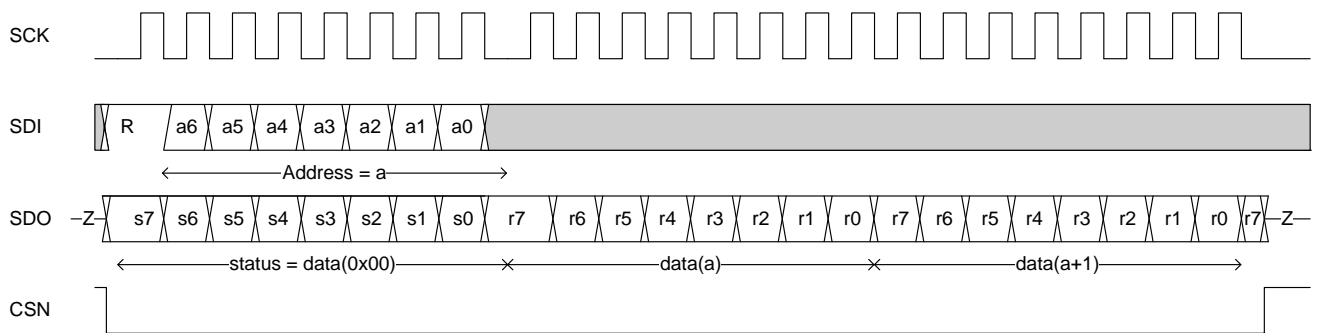 SCK
SDI R a6 a5 a4 a3 a2 a1 a0
Address = a
SDO Z s7 s6 s5 s4 s3 s2 s1 s0 r7 r6 r5 r4 r3 r2 r1 r0 r7 r6 r5 r4 r3 r2 r1 r0 r7 Z
status = data(0x00) data(a) data(a+1)
CSN